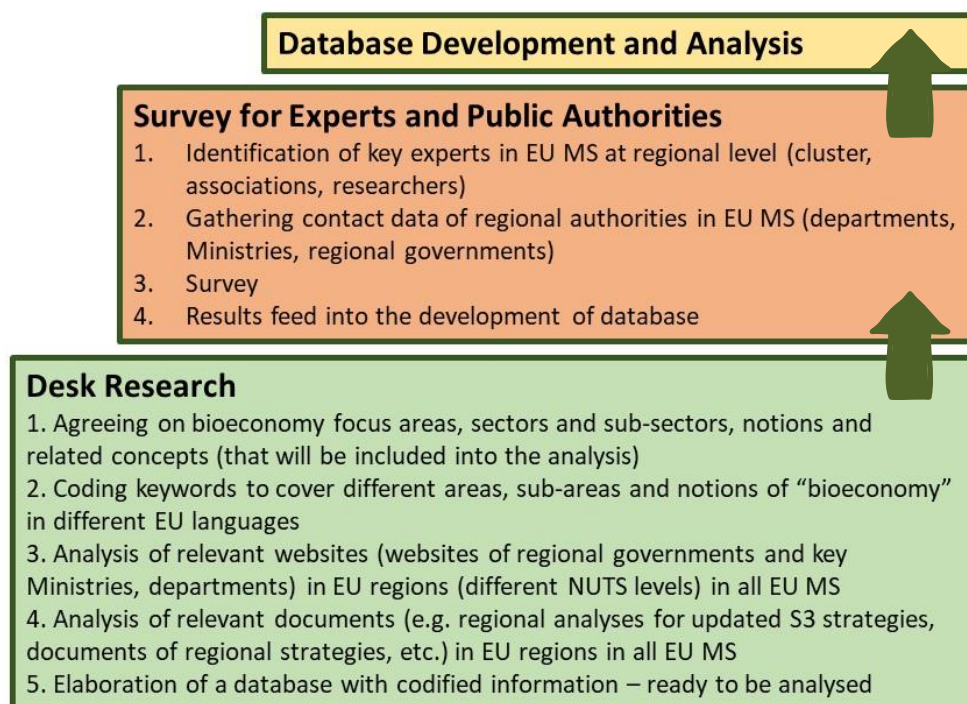 Database Development and Analysis
Survey for Experts and Public Authorities
1. Identification of key experts in EU MS at regional level (cluster,
associations, researchers)
2. Gathering contact data of regional authorities in EU MS (departments,
Ministries, regional governments)
3. Survey
4. Results feed into the development of database
Desk Research
1. Agreeing on bioeconomy focus areas, sectors and sub-sectors, notions and
related concepts (that will be included into the analysis)
2. Coding keywords to cover different areas, sub-areas and notions of “bioeconomy”
in different EU languages
3. Analysis of relevant websites (websites of regional governments and key
Ministries, departments) in EU regions (different NUTS levels) in all EU MS
4. Analysis of relevant documents (e.g. regional analyses for updated S3 strategies,
documents of regional strategies, etc.) in EU regions in all EU MS
5. Elaboration of a database with codified information – ready to be analysed